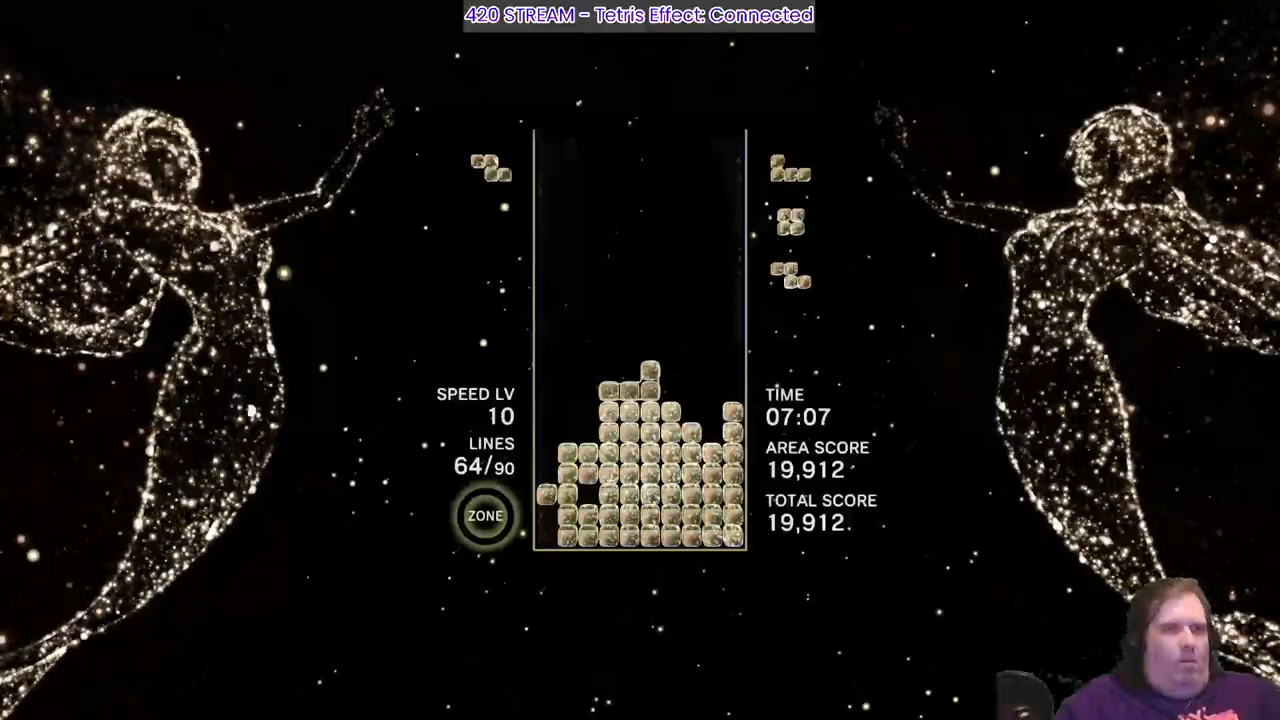 420 STREAM - Tetris Effect: Connected
SPEED LV
10
LINES
64/90
ZONE
TIME
07:07
AREA SCORE
19,912
TOTAL SCORE
19,912